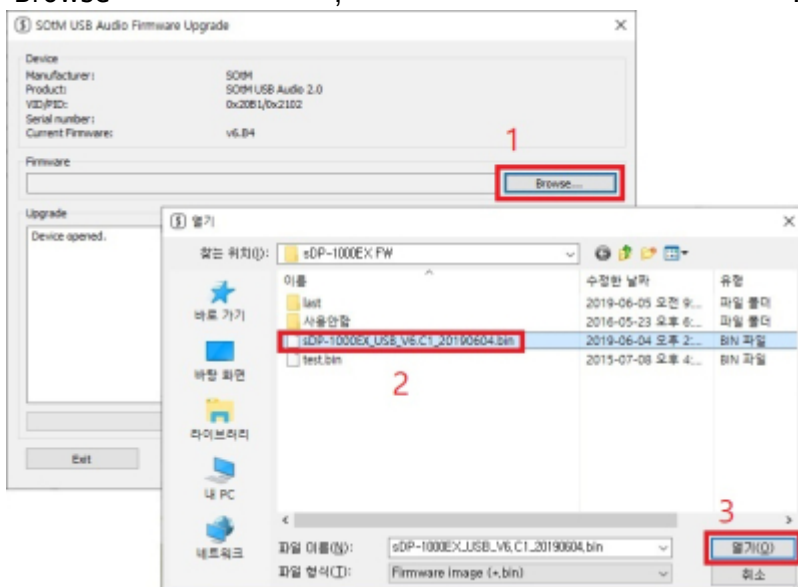 Browse ,
SOtM USB Audio Firmware Upgrade
Device
Manufacturer: SOtM
Product: SOtM USB Audio 2.0
VID/PID: 0x20B1/0x2102
Serial number:
Current Firmware: v6.B4
1
Firmware
Browse...
Upgrade
Device opened.
열기
찾는 위치(I): sDP-1000EX FW
이름 수정한 날짜 유형
last 2019-06-05 오전 9:... 파일 폴더
사용안함 2016-05-23 오후 6:... 파일 폴더
sDP-1000EX_USB_V6.C1_20190604.bin 2019-06-04 오후 2:... BIN 파일
test.bin 2015-07-08 오후 4:... BIN 파일
2
바로 가기
바탕 화면
라이브러리
내 PC
네트워크
Exit
3
파일 이름(N): sDP-1000EX_USB_V6.C1_20190604.bin 열기(O)
파일 형식(T): Firmware image (*.bin) 취소